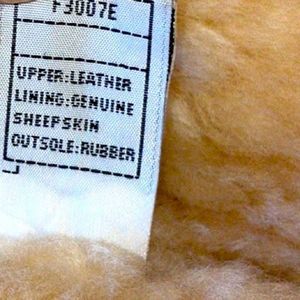 F3007E
UPPER:LEATHER
LINING:GENUINE
SHEEPSKIN
OUTSOLE:RUBBER